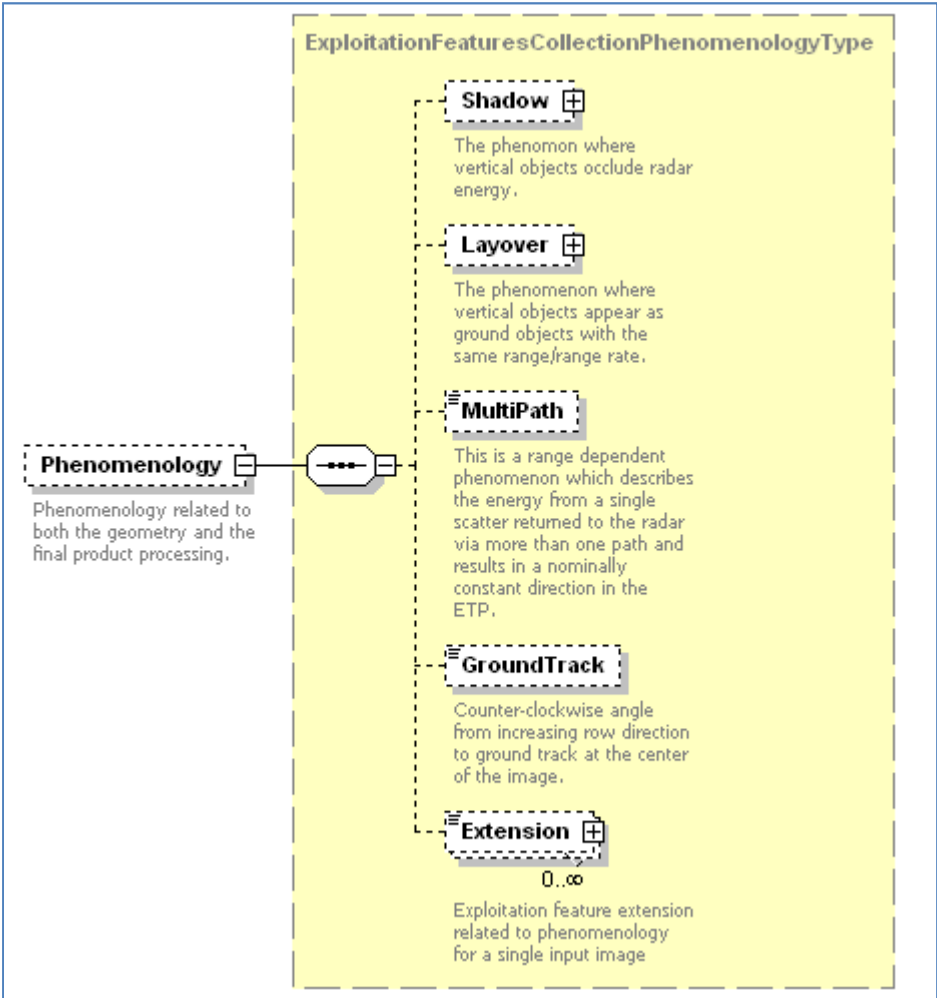 ExploitationFeaturesCollectionPhenomenologyType
Shadow
The phenomon where
vertical objects occlude radar
energy.
Layover
The phenomenon where
vertical objects appear as
ground objects with the
same range/range rate.
MultiPath
This is a range dependent
phenomenon which describes
the energy from a single
scatter returned to the radar
via more than one path and
results in a nominally
constant direction in the
ETP.
Phenomenology
Phenomenology related to
both the geometry and the
final product processing.
GroundTrack
Counter-clockwise angle
from increasing row direction
to ground track at the center
of the image.
Extension
0..∞
Exploitation feature extension
related to phenomenology
for a single input image